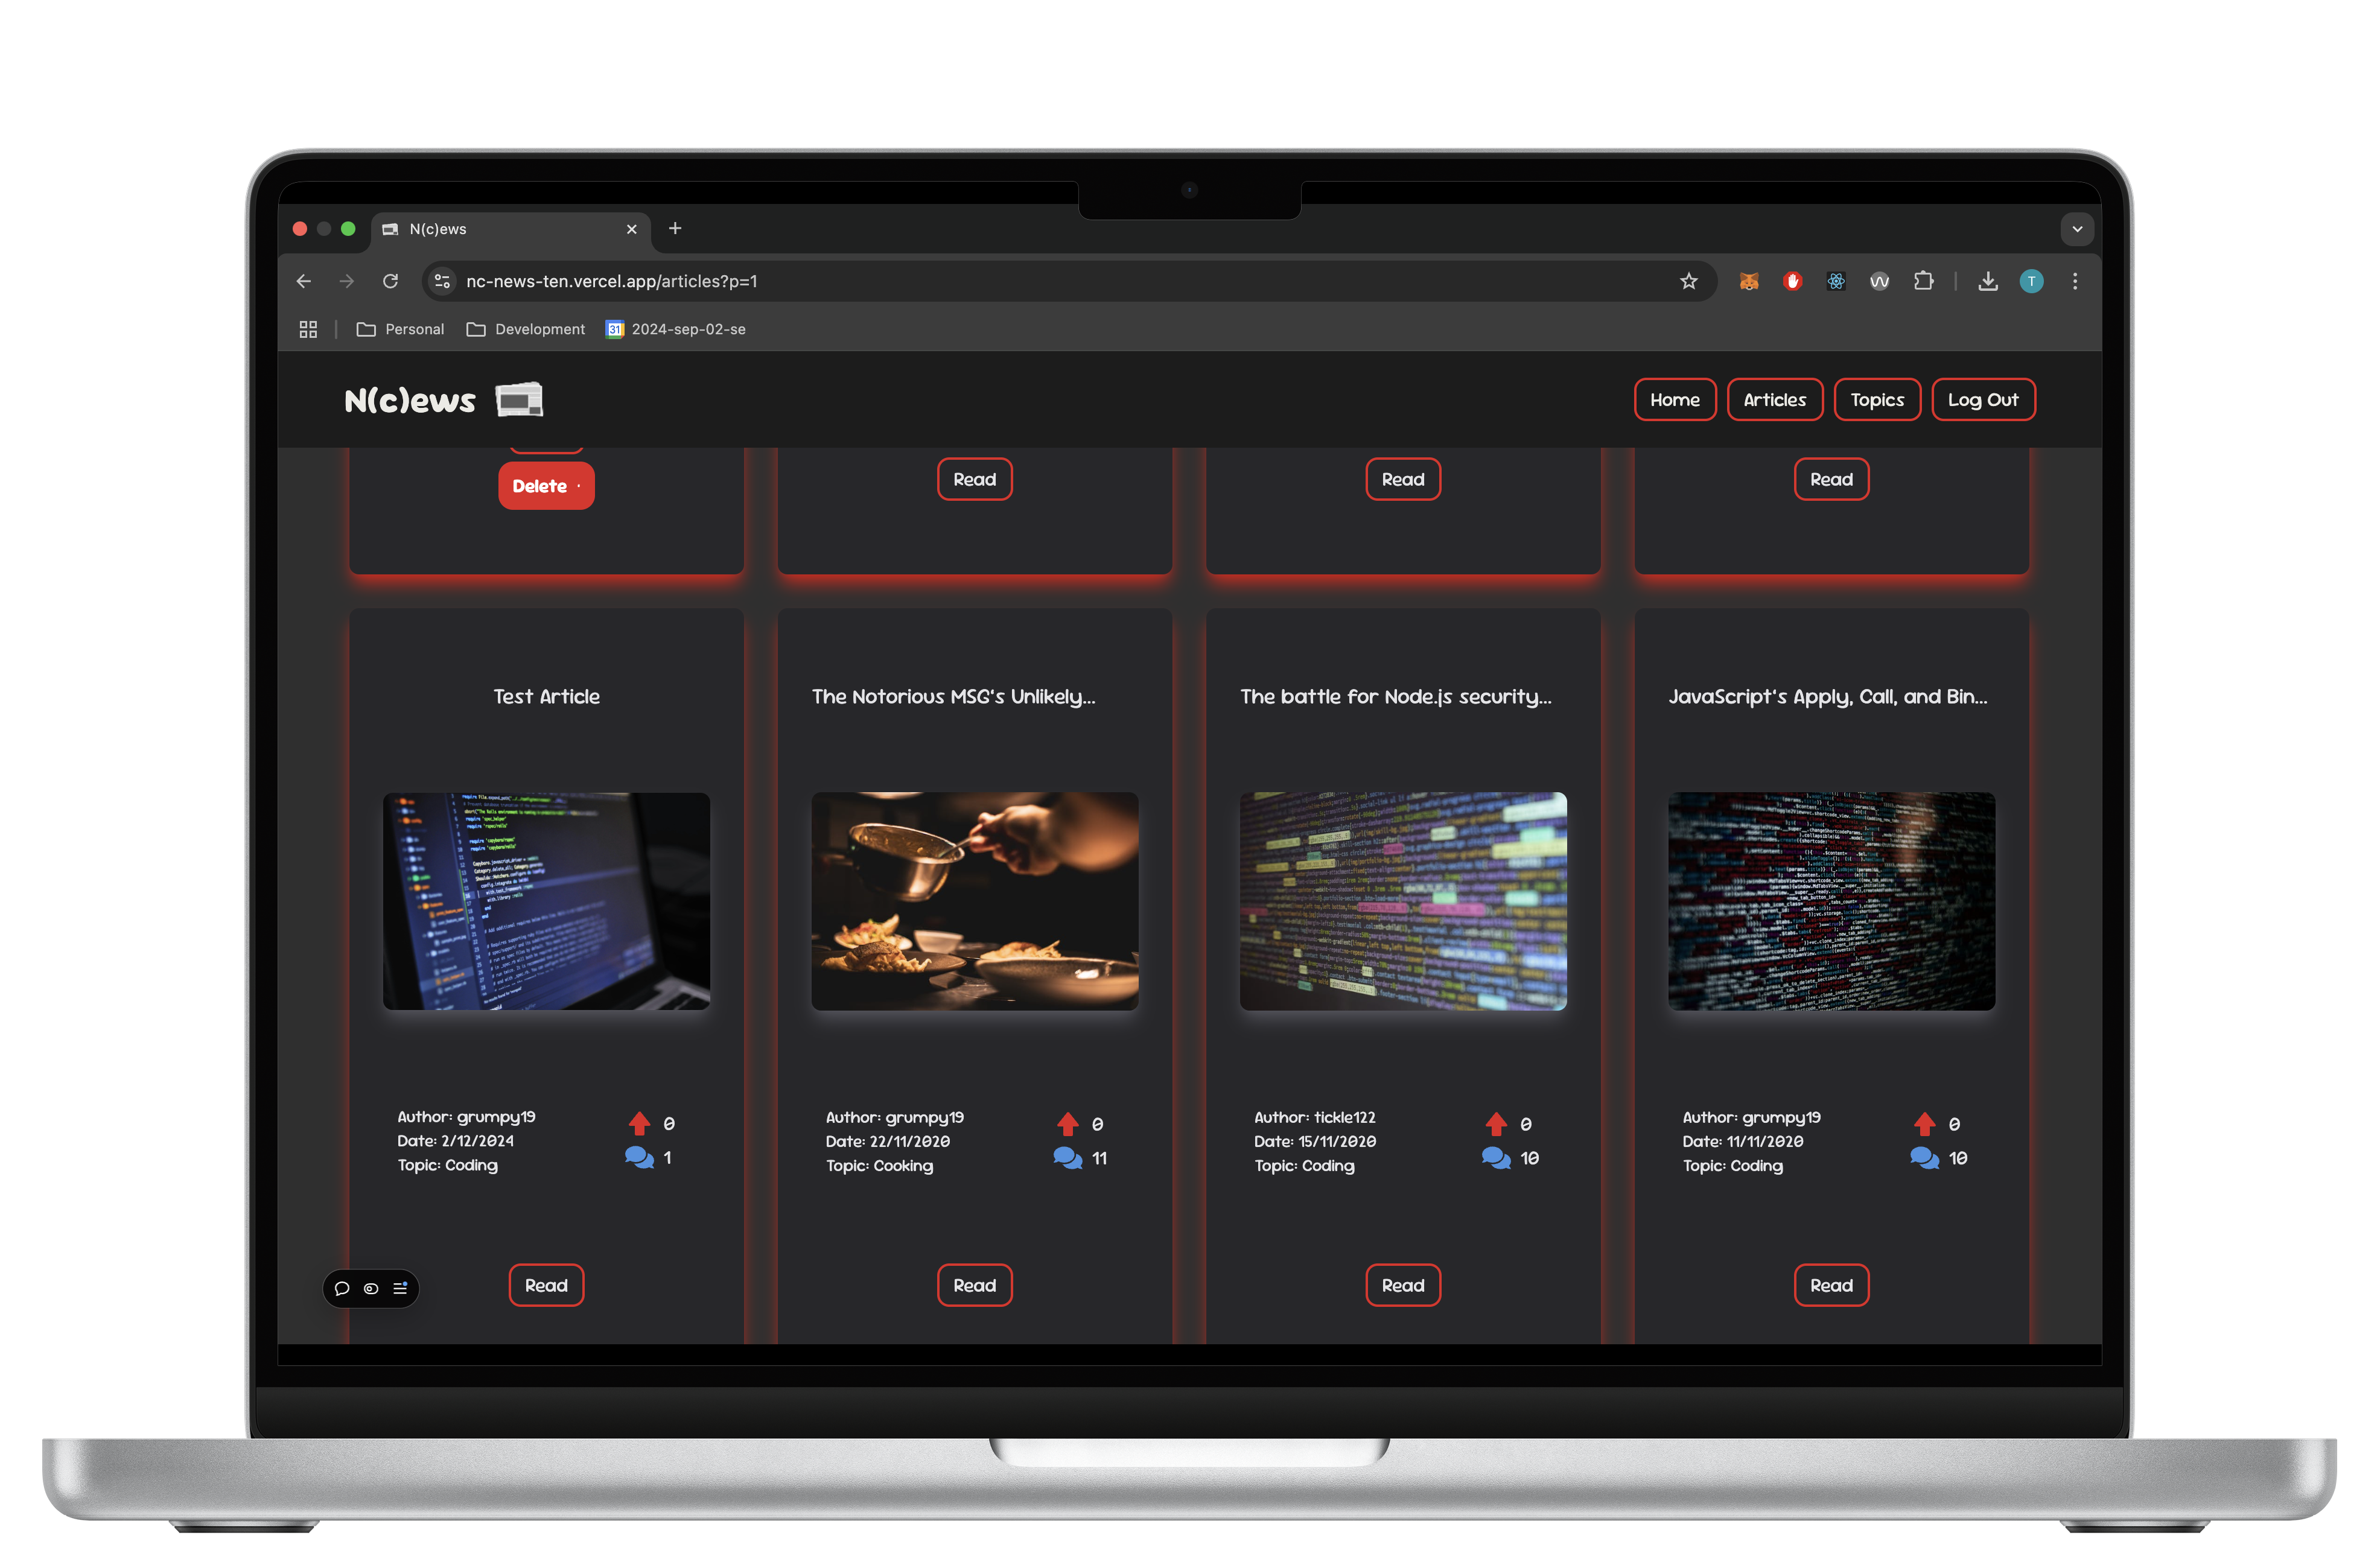 N(c)ews
nc-news-ten.vercel.app/articles?p=1
T
Personal
Development
31
2024-sep-02-se
N(c)ews
Home
Articles
Topics
Log Out
Delete
Read
Read
Read
Test Article
The Notorious MSG's Unlikely...
The battle for Node.js security...
JavaScript's Apply, Call, and Bin...
Author: grumpy19
Date: 2/12/2024
Topic: Coding
0
1
Author: grumpy19
Date: 22/11/2020
Topic: Cooking
0
11
Author: tickle122
Date: 15/11/2020
Topic: Coding
0
10
Author: grumpy19
Date: 11/11/2020
Topic: Coding
0
10
Read
Read
Read
Read